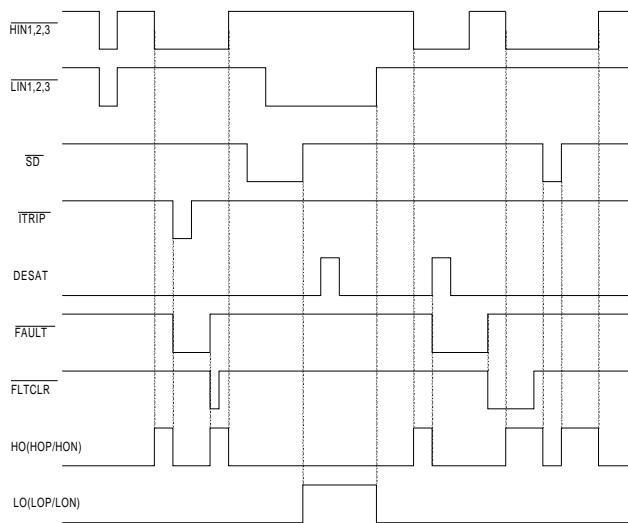 HIN1,2,3
LIN1,2,3
SD
ITRIP
DESAT
FAULT
FLTCLR
HO(HOP/HON)
LO(LOP/LON)